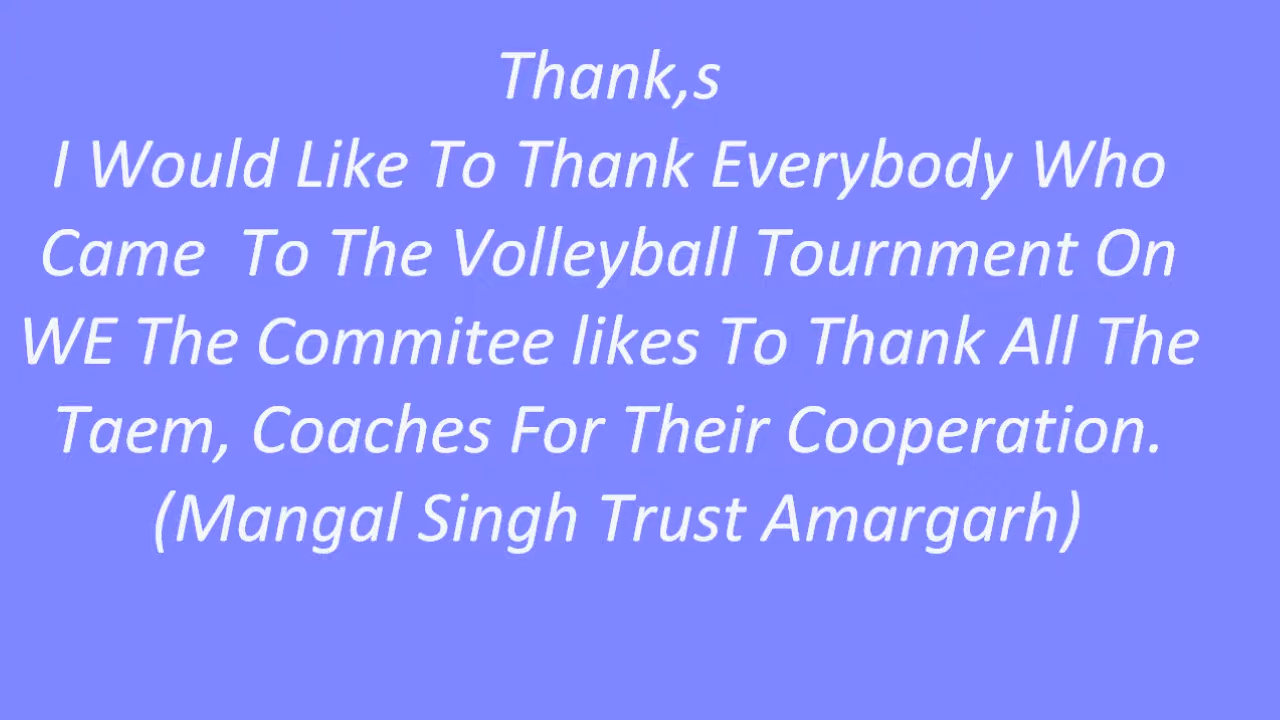 Thank,s
I Would Like To Thank Everybody Who
Came  To The Volleyball Tournment On
WE The Commitee likes To Thank All The
Taem, Coaches For Their Cooperation.
(Mangal Singh Trust Amargarh)